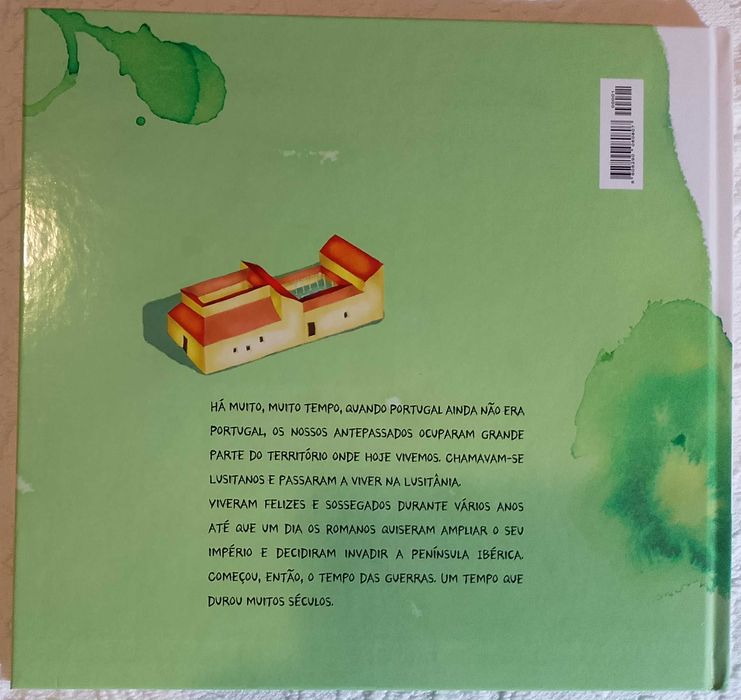 HÁ MUITO, MUITO TEMPO, QUANDO PORTUGAL AINDA NÃO ERA
PORTUGAL, OS NOSSOS ANTEPASSADOS OCUPARAM GRANDE
PARTE DO TERRITÓRIO ONDE HOJE VIVEMOS. CHAMAVAM-SE
LUSITANOS E PASSARAM A VIVER NA LUSITÂNIA.
VIVERAM FELIZES E SOSSEGADOS DURANTE VÁRIOS ANOS
ATÉ QUE UM DIA OS ROMANOS QUISERAM AMPLIAR O SEU
IMPÉRIO E DECIDIRAM INVADIR A PENÍNSULA IBÉRICA.
COMEÇOU, ENTÃO, O TEMPO DAS GUERRAS. UM TEMPO QUE
DUROU MUITOS SÉCULOS.